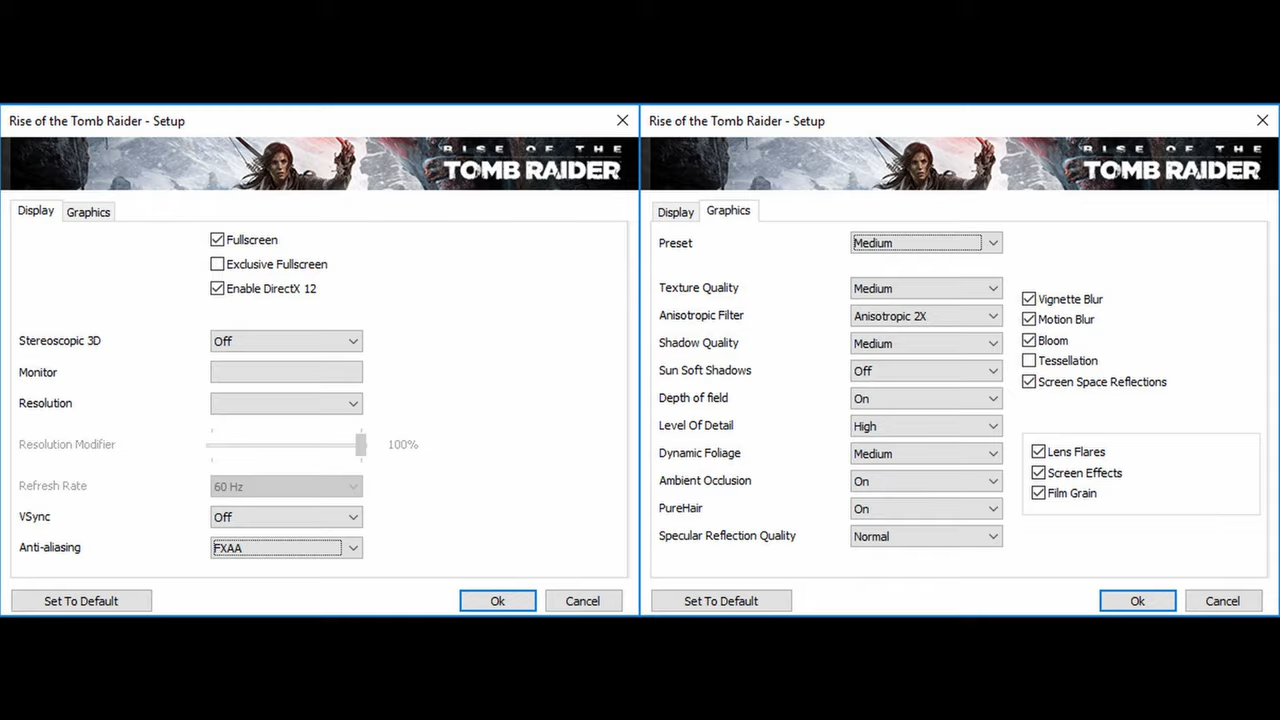 Rise of the Tomb Raider - Setup
RISE OF THE
TOMB RAIDER
Display Graphics
Fullscreen
Exclusive Fullscreen
Enable DirectX 12
Stereoscopic 3D Off
Monitor
Resolution
Resolution Modifier 100%
Refresh Rate 60 Hz
VSync Off
Anti-aliasing FXAA
Set To Default Ok Cancel
Rise of the Tomb Raider - Setup
RISE OF THE
TOMB RAIDER
Display Graphics
Preset Medium
Texture Quality Medium
Anisotropic Filter Anisotropic 2X
Shadow Quality Medium
Sun Soft Shadows Off
Depth of field On
Level Of Detail High
Dynamic Foliage Medium
Ambient Occlusion On
PureHair On
Specular Reflection Quality Normal
Vignette Blur
Motion Blur
Bloom
Tessellation
Screen Space Reflections
Lens Flares
Screen Effects
Film Grain
Set To Default Ok Cancel